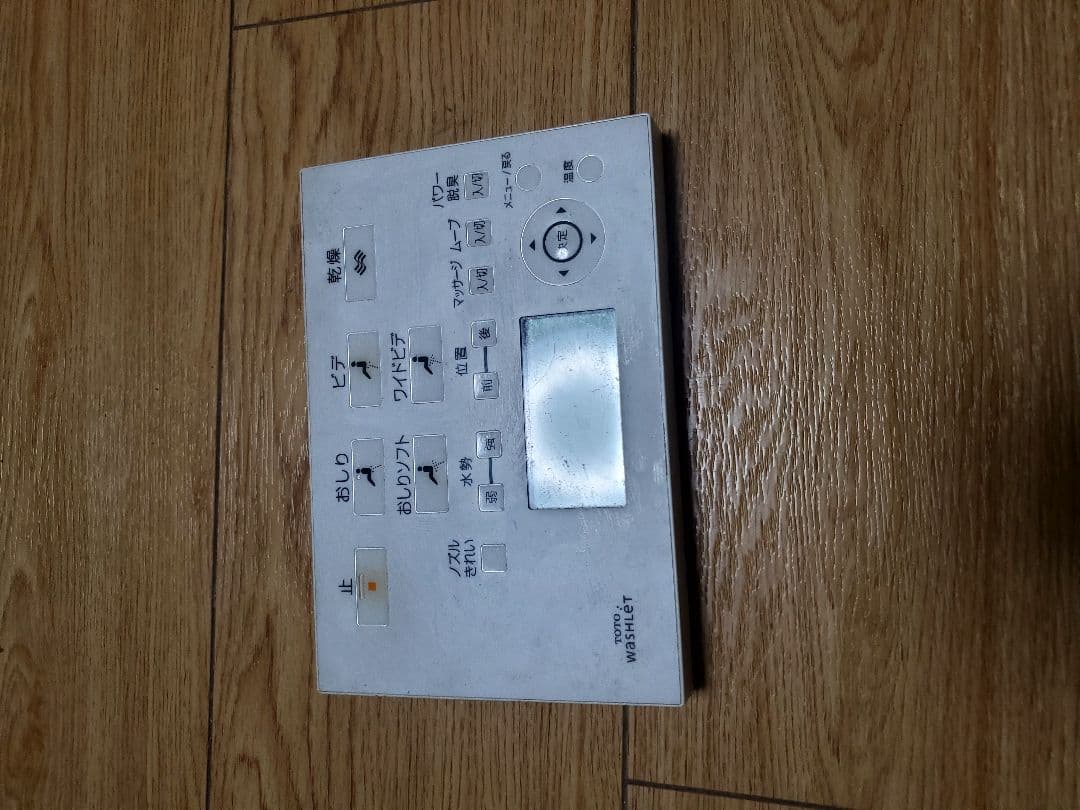 止
おしり
ビデ
乾燥
おしりソフト
ワイドビデ
ノズル
きれい
水勢
弱
強
位置
前
後
マッサージ
入/切
ムーブ
入/切
パワー
脱臭
入/切
メニュー/戻る
決定
温度
TOTO
WASHLET